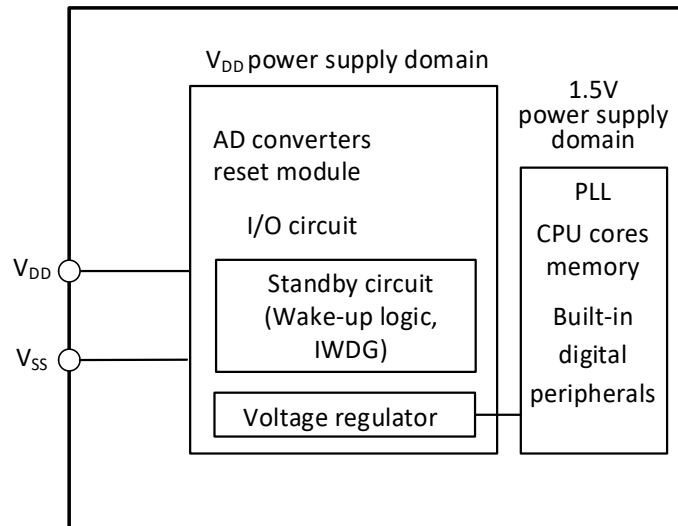 V_DD power supply domain
1.5V
power supply
domain
AD converters
reset module
I/O circuit
Standby circuit
(Wake-up logic,
IWDG)
Voltage regulator
PLL
CPU cores
memory
Built-in
digital
peripherals
V_DD
V_SS